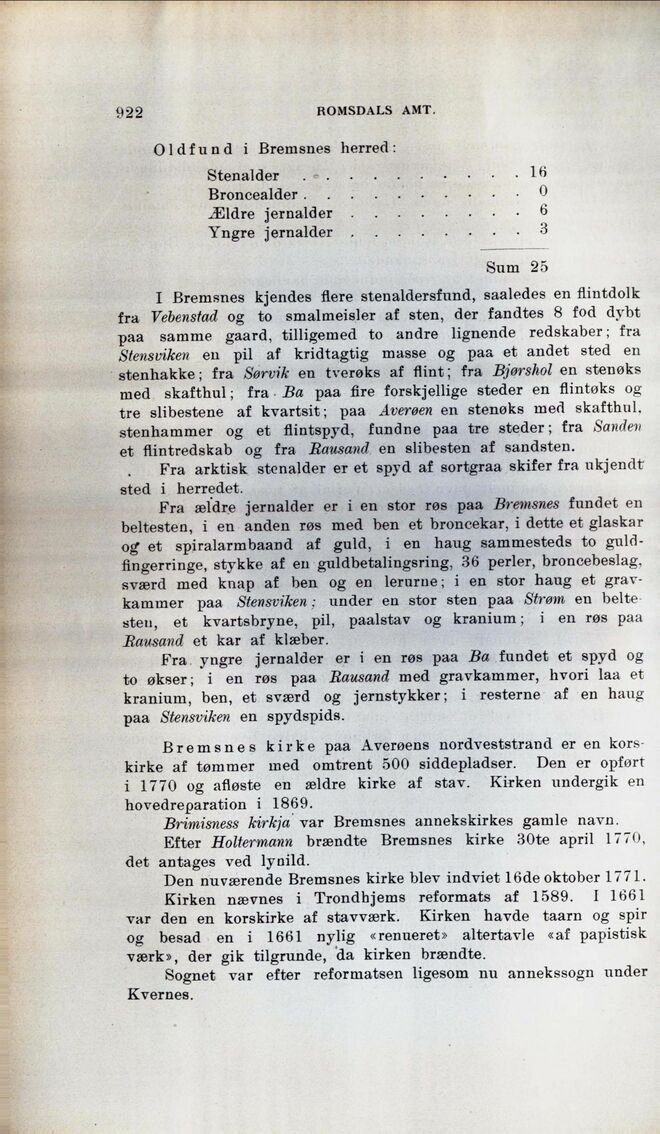 922
ROMSDALS AMT.
Oldfund i Bremsnes herred:
Stenalder . . . . . . . . . . . 16
Broncealder . . . . . . . . . . 0
Ældre jernalder . . . . . . . . 6
Yngre jernalder . . . . . . . . 3
Sum 25
I Bremsnes kjendes flere stenaldersfund, saaledes en flintdolk
fra Vebenstad og to smalmeisler af sten, der fandtes 8 fod dybt
paa samme gaard, tilligemed to andre lignende redskaber; fra
Stensviken en pil af kridtagtig masse og paa et andet sted en
stenhakke; fra Sørvik en tverøks af flint; fra Bjørshol en stenøks
med skafthul; fra Ba paa fire forskjellige steder en flintøks og
tre slibestene af kvartsit; paa Averøen en stenøks med skafthul,
stenhammer og et flintspyd, fundne paa tre steder; fra Sanden
et flintredskab og fra Rausand en slibesten af sandsten.
Fra arktisk stenalder er et spyd af sortgraa skifer fra ukjendt
sted i herredet.
Fra ældre jernalder er i en stor røs paa Bremsnes fundet en
beltesten, i en anden røs med ben et broncekar, i dette et glaskar
og et spiralarmbaand af guld, i en haug sammesteds to guld-
fingerringe, stykke af en guldbetalingsring, 36 perler, broncebeslag,
sværd med knap af ben og en lerurne; i en stor haug et grav-
kammer paa Stensviken; under en stor sten paa Strøm en belte-
sten, et kvartsbryne, pil, paalstav og kranium; i en røs paa
Rausand et kar af klæber.
Fra yngre jernalder er i en røs paa Ba fundet et spyd og
to økser; i en røs paa Rausand med gravkammer, hvori laa et
kranium, ben, et sværd og jernstykker; i resterne af en haug
paa Stensviken en spydspids.
Bremsnes kirke paa Averøens nordveststrand er en kors-
kirke af tømmer med omtrent 500 siddepladser. Den er opført
i 1770 og afløste en ældre kirke af stav. Kirken undergik en
hovedreparation i 1869.
Brimisness kirkja var Bremsnes annekskirkes gamle navn.
Efter Holtermann brændte Bremsnes kirke 30te april 1770,
det antages ved lynild.
Den nuværende Bremsnes kirke blev indviet 16de oktober 1771.
Kirken nævnes i Trondhjems reformats af 1589. I 1661
var den en korskirke af stavværk. Kirken havde taarn og spir
og besad en i 1661 nylig «renueret» altertavle «af papistisk
værk», der gik tilgrunde, da kirken brændte.
Sognet var efter reformatsen ligesom nu annekssogn under
Kvernes.